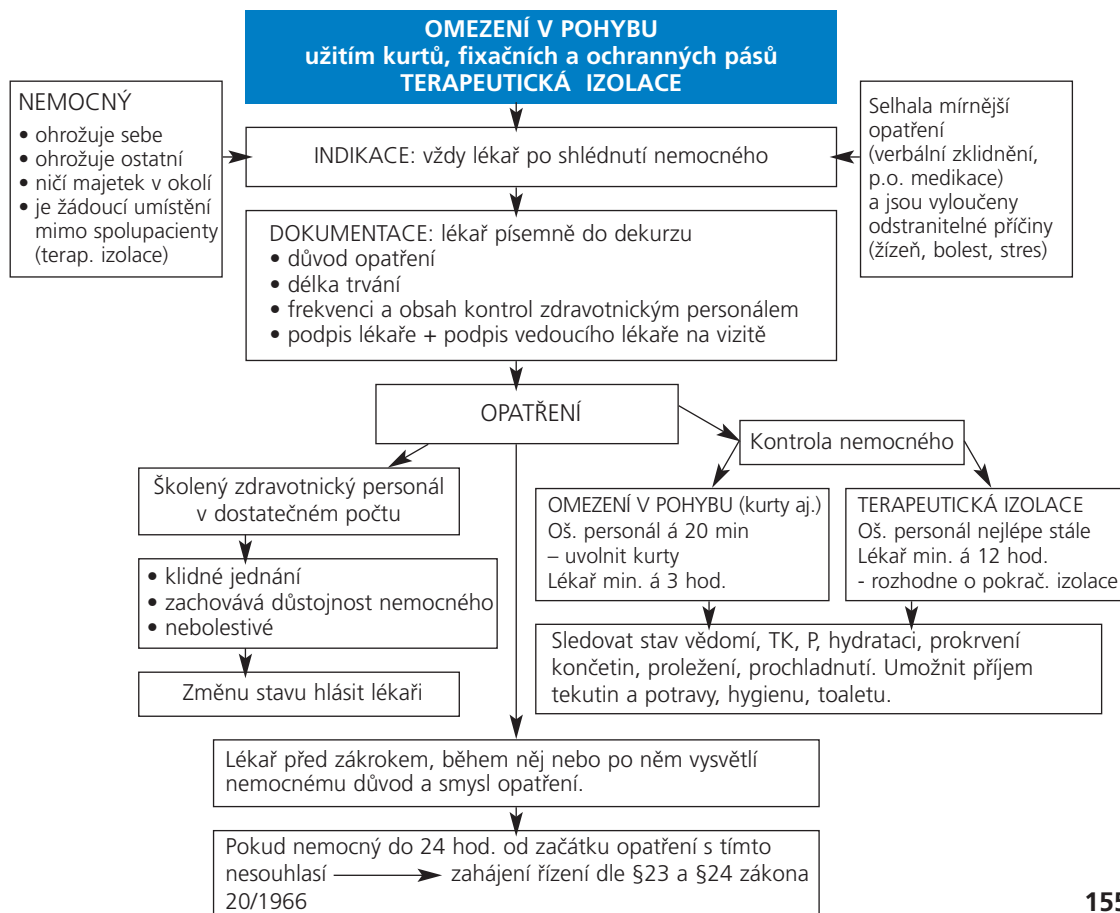 OMEZENÍ V POHYBU
užitím kurtů, fixačních a ochranných pásů
TERAPEUTICKÁ IZOLACE
NEMOCNÝ
• ohrožuje sebe
• ohrožuje ostatní
• ničí majetek v okolí
• je žádoucí umístění
mimo spolupacienty
(terap. izolace)
INDIKACE: vždy lékař po shlédnutí nemocného
Selhala mírnější
opatření
(verbální zklidnění,
p.o. medikace)
a jsou vyloučeny
odstranitelné příčiny
(žízeň, bolest, stres)
DOKUMENTACE: lékař písemně do dekurzu
• důvod opatření
• délka trvání
• frekvenci a obsah kontrol zdravotnickým personálem
• podpis lékaře + podpis vedoucího lékaře na vizitě
OPATŘENÍ
Kontrola nemocného
Školený zdravotnický personál
v dostatečném počtu
• klidné jednání
• zachovává důstojnost nemocného
• nebolestivé
Změnu stavu hlásit lékaři
OMEZENÍ V POHYBU (kurty aj.)
Oš. personál á 20 min
– uvolnit kurty
Lékař min. á 3 hod.
TERAPEUTICKÁ IZOLACE
Oš. personál nejlépe stále
Lékař min. á 12 hod.
- rozhodne o pokrač. izolace
Sledovat stav vědomí, TK, P, hydrataci, prokrvení
končetin, proležení, prochladnutí. Umožnit příjem
tekutin a potravy, hygienu, toaletu.
Lékař před zákrokem, během něj nebo po něm vysvětlí
nemocnému důvod a smysl opatření.
Pokud nemocný do 24 hod. od začátku opatření s tímto
nesouhlasí zahájení řízení dle §23 a §24 zákona
20/1966
155